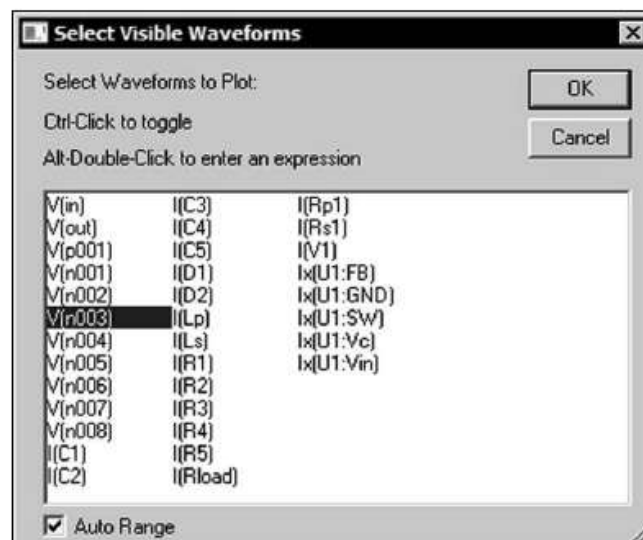 Select Visible Waveforms
Select Waveforms to Plot:
OK
Ctrl-Click to toggle
Cancel
Alt-Double-Click to enter an expression
V(in) I(C3) I(Rp1)
V(out) I(C4) I(Rs1)
V(p001) I(C5) I(V1)
V(n001) I(D1) Ix(U1:FB)
V(n002) I(D2) Ix(U1:GND)
V(n003) I(Lp) Ix(U1:SW)
V(n004) I(Ls) Ix(U1:Vc)
V(n005) I(R1) Ix(U1:Vin)
V(n006) I(R2)
V(n007) I(R3)
V(n008) I(R4)
I(C1) I(R5)
I(C2) I(Rload)
Auto Range